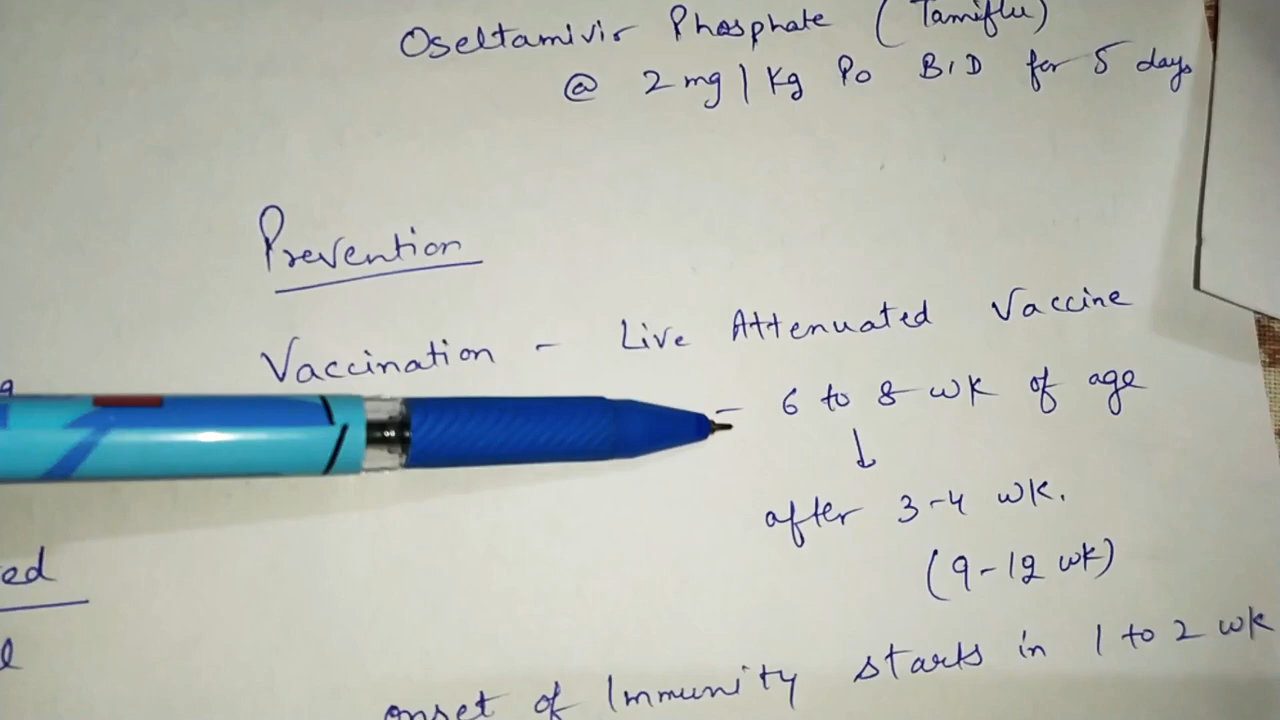 Oseltamivir Phosphate (Tamiflu)
@ 2 mg / Kg Po BID for 5 days
Prevention
Vaccination - Live Attenuated Vaccine
- 6 to 8 wk of age
↓
after 3-4 wk.
(9-12 wk)
ed
onset of Immunity starts in 1 to 2 wk